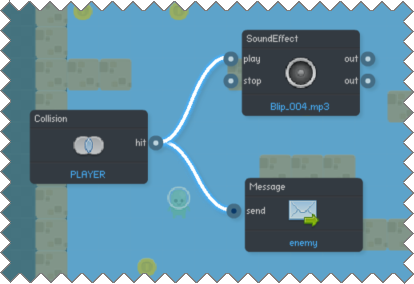 SoundEffect
play out
stop out
Blip_004.mp3
Collision
hit
PLAYER
Message
send
enemy